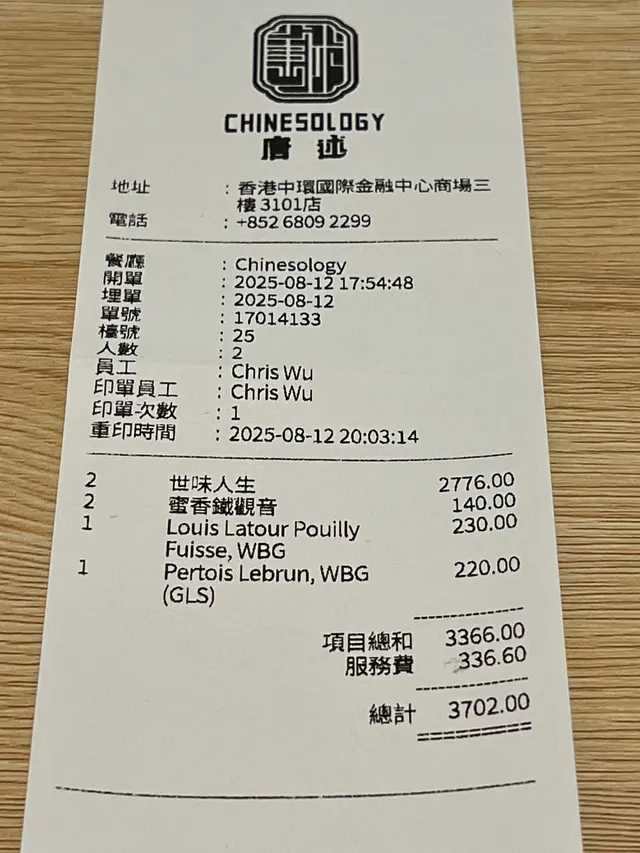 CHINESOLOGY
唐述
地址 : 香港中環國際金融中心商場三
樓 3101店
電話 : +852 6809 2299
餐廳 : Chinesology
開單 : 2025-08-12 17:54:48
埋單 : 2025-08-12
單號 : 17014133
檯號 : 25
人數 : 2
員工 : Chris Wu
印單員工 : Chris Wu
印單次數 : 1
重印時間 : 2025-08-12 20:03:14
2 世味人生 2776.00
2 蜜香鐵觀音 140.00
1 Louis Latour Pouilly 230.00
Fuisse, WBG
1 Pertois Lebrun, WBG 220.00
(GLS)
項目總和 3366.00
服務費 336.60
總計 3702.00